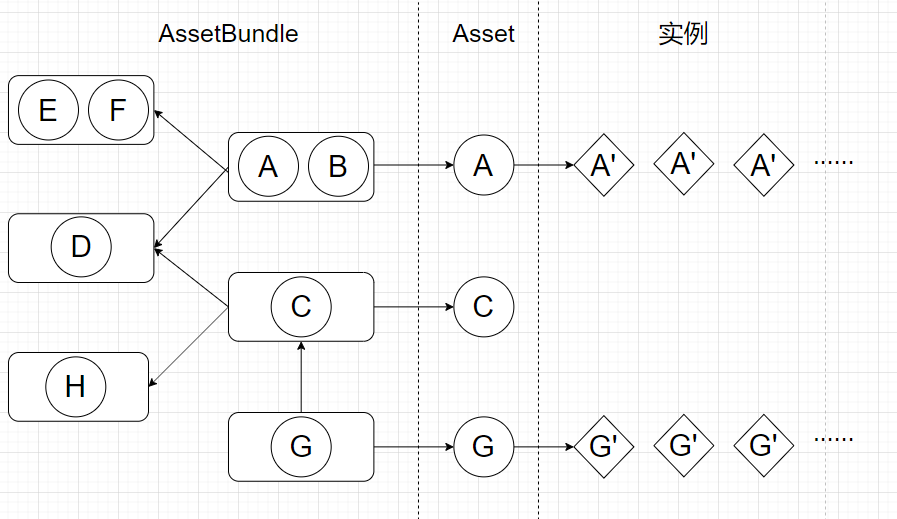 AssetBundle Asset 实例
E F
A B A A' A' A' ······
D
C C
H
G G G' G' G' ······